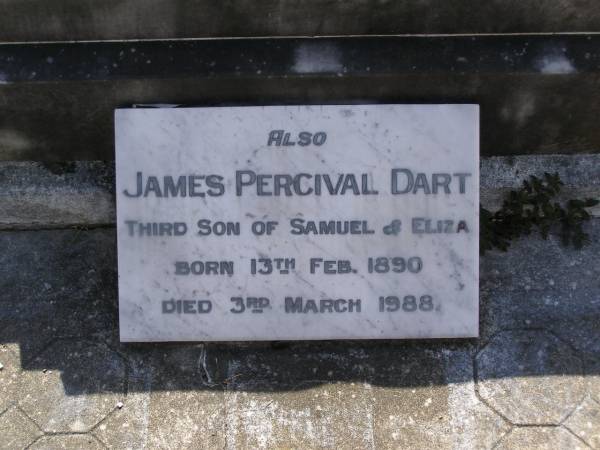 ALSO
JAMES PERCIVAL DART
THIRD SON OF SAMUEL & ELIZA
BORN 13TH FEB. 1890
DIED 3RD MARCH 1988.